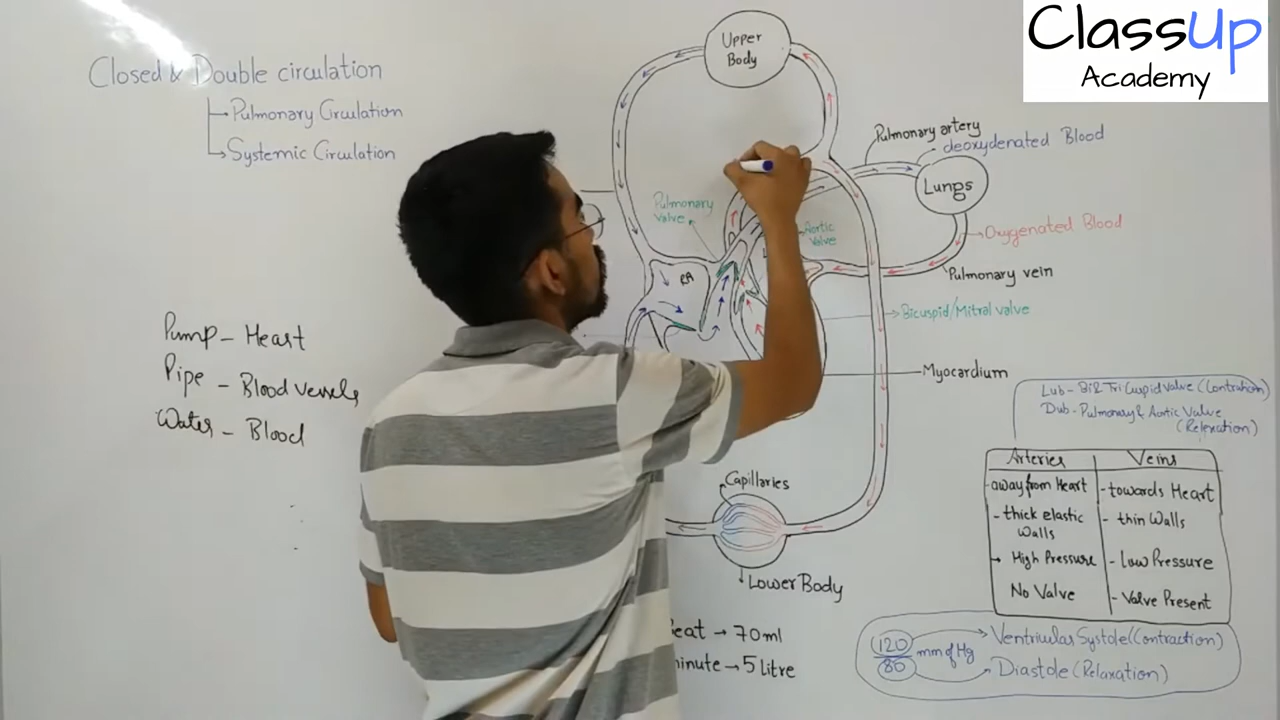 ClassUp
Academy
Closed & Double circulation
Pulmonary Circulation
Systemic Circulation
Upper
Body
Pulmonary artery
deoxydenated Blood
Lungs
Pulmonary
valve
Aortic
Valve
Oxygenated Blood
Pulmonary vein
RA
Bicuspid/Mitral valve
Pump - Heart
Pipe - Blood vessels
Water - Blood
Myocardium
Lub - Bi & Tri Cuspid Valve (Contration)
Dub - Pulmonary & Aortic Valve
(Relexation)
Arteries Veins
- away from Heart - towards Heart
- thick elastic - thin Walls
Walls
High Pressure - Low Pressure
No Valve - Valve Present
Capillaries
Lower Body
eat → 70ml
inute → 5 litre
120 mm of Hg Ventricular Systole (Contraction)
80 Diastole (Relaxation)